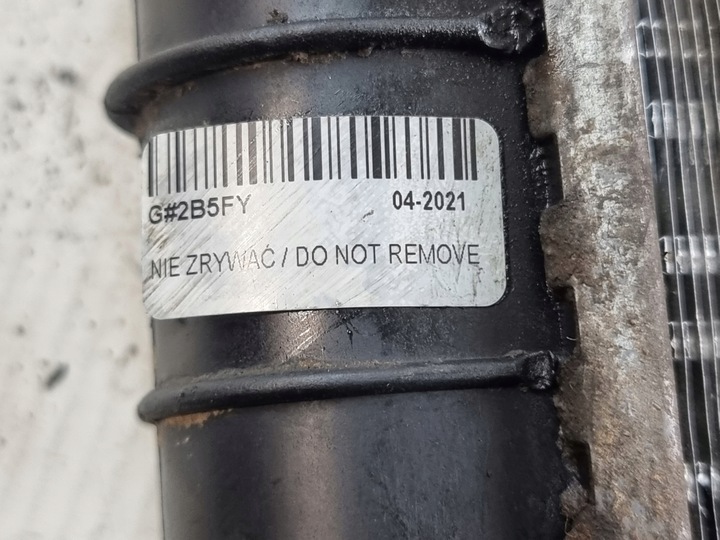 G#2B5FY 04-2021
NIE ZRYWAĆ / DO NOT REMOVE